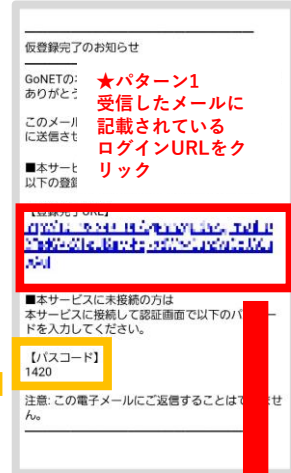 仮登録完了のお知らせ
GoNETの
ありがとう
★パターン1
受信したメールに
記載されている
ログインURLをク
リック
このメール
に送信させ
■本サービ
以下の登録
【登録完了URL】
■本サービスに未接続の方は
本サービスに接続して認証画面で以下のパ ー
ドを入力してください。
【パスコード】
1420
注意: この電子メールにご返信することは せ
ん。